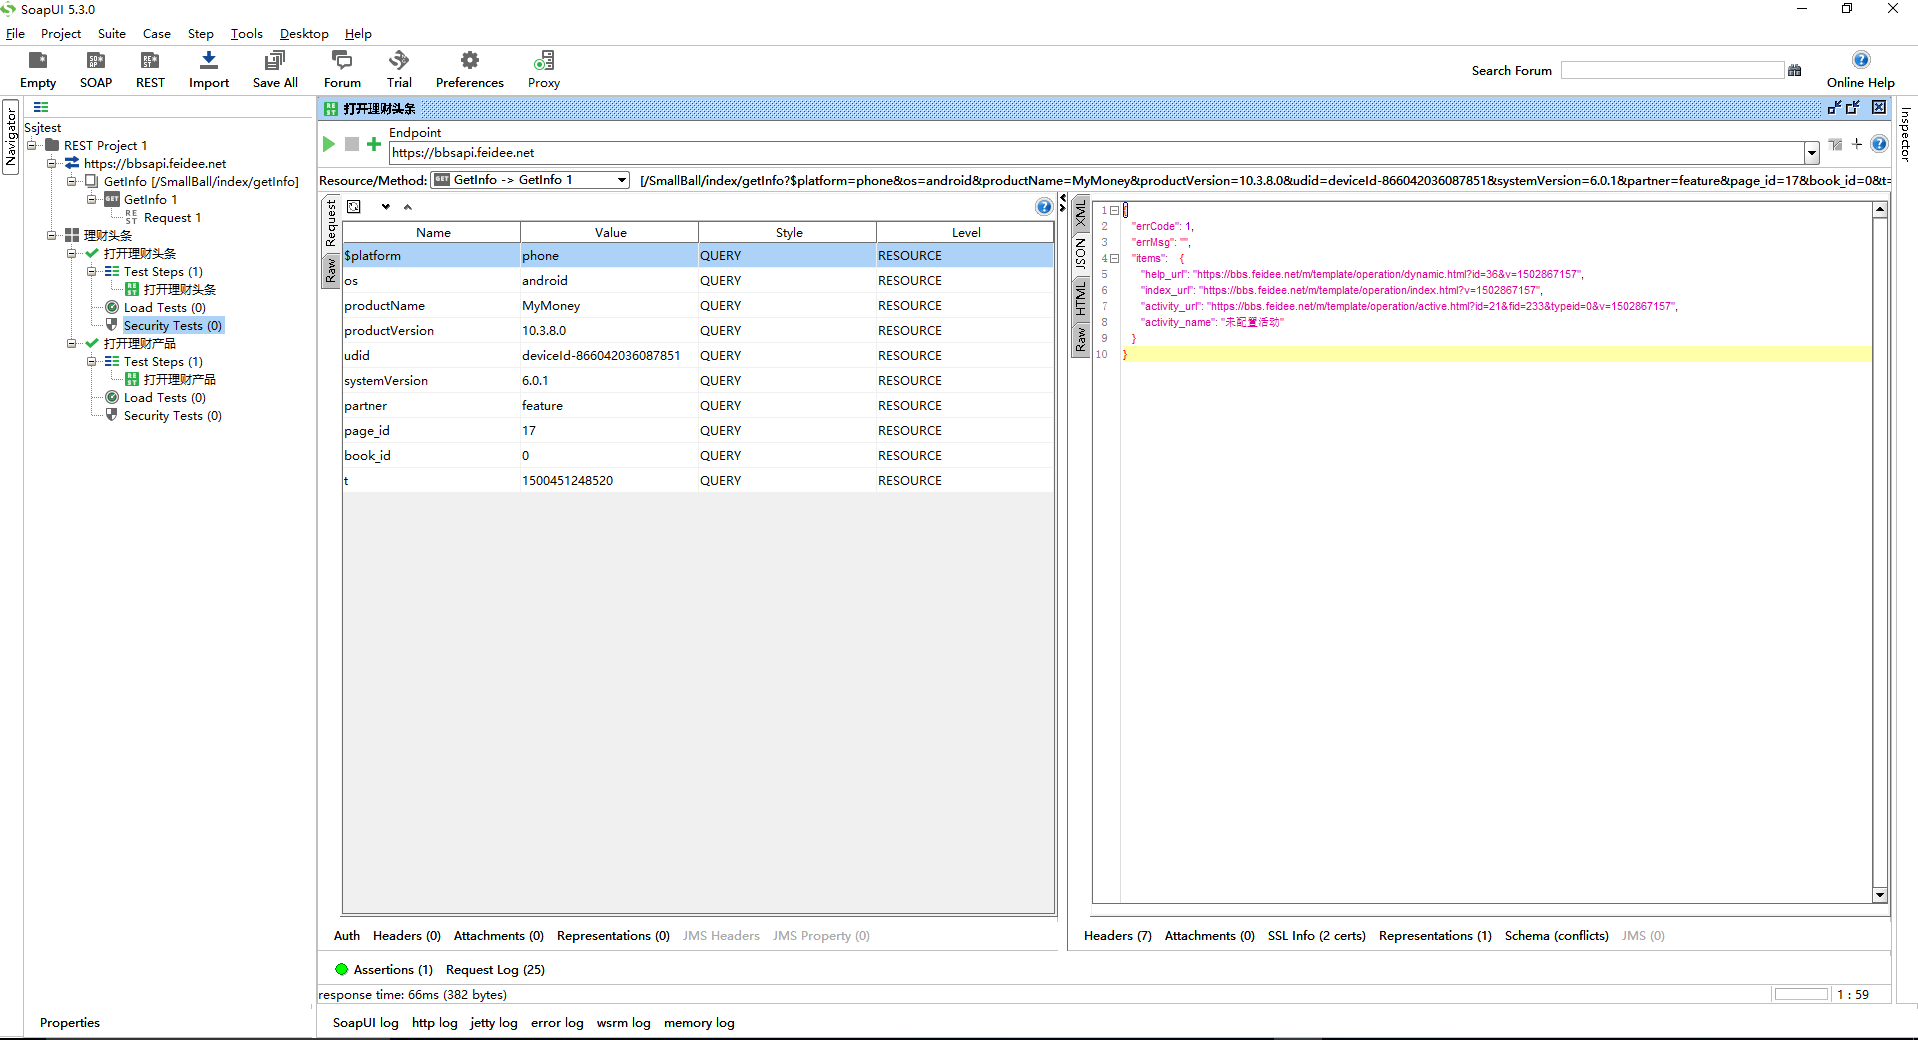 SoapUI 5.3.0
File Project Suite Case Step Tools Desktop Help
Empty SOAP REST Import Save All Forum Trial Preferences Proxy Search Forum Online Help
Navigator
Ssjtest
REST Project 1
https://bbsapi.feidee.net
GetInfo [/SmallBall/index/getInfo]
GetInfo 1
Request 1
理财头条
打开理财头条
Test Steps (1)
打开理财头条
Load Tests (0)
Security Tests (0)
打开理财产品
Test Steps (1)
打开理财产品
Load Tests (0)
Security Tests (0)
Properties
打开理财头条
Endpoint
https://bbsapi.feidee.net
Resource/Method: GET GetInfo -> GetInfo 1 [/SmallBall/index/getInfo?$platform=phone&os=android&productName=MyMoney&productVersion=10.3.8.0&udid=deviceId-866042036087851&systemVersion=6.0.1&partner=feature&page_id=17&book_id=0&t=
Request
Raw
Name Value Style Level
$platform phone QUERY RESOURCE
os android QUERY RESOURCE
productName MyMoney QUERY RESOURCE
productVersion 10.3.8.0 QUERY RESOURCE
udid deviceId-866042036087851 QUERY RESOURCE
systemVersion 6.0.1 QUERY RESOURCE
partner feature QUERY RESOURCE
page_id 17 QUERY RESOURCE
book_id 0 QUERY RESOURCE
t 1500451248520 QUERY RESOURCE
Auth Headers (0) Attachments (0) Representations (0) JMS Headers JMS Property (0)
XML
JSON
HTML
Raw
1 {
2 "errCode": 1,
3 "errMsg": "",
4 "items": {
5 "help_url": "https://bbs.feidee.net/m/template/operation/dynamic.html?id=36&v=1502867157",
6 "index_url": "https://bbs.feidee.net/m/template/operation/index.html?v=1502867157",
7 "activity_url": "https://bbs.feidee.net/m/template/operation/active.html?id=21&fid=233&typeid=0&v=1502867157",
8 "activity_name": "未配置活动"
9 }
10 }
Headers (7) Attachments (0) SSL Info (2 certs) Representations (1) Schema (conflicts) JMS (0)
Inspector
Assertions (1) Request Log (25)
response time: 66ms (382 bytes)
1 : 59
SoapUI log http log jetty log error log wsrm log memory log